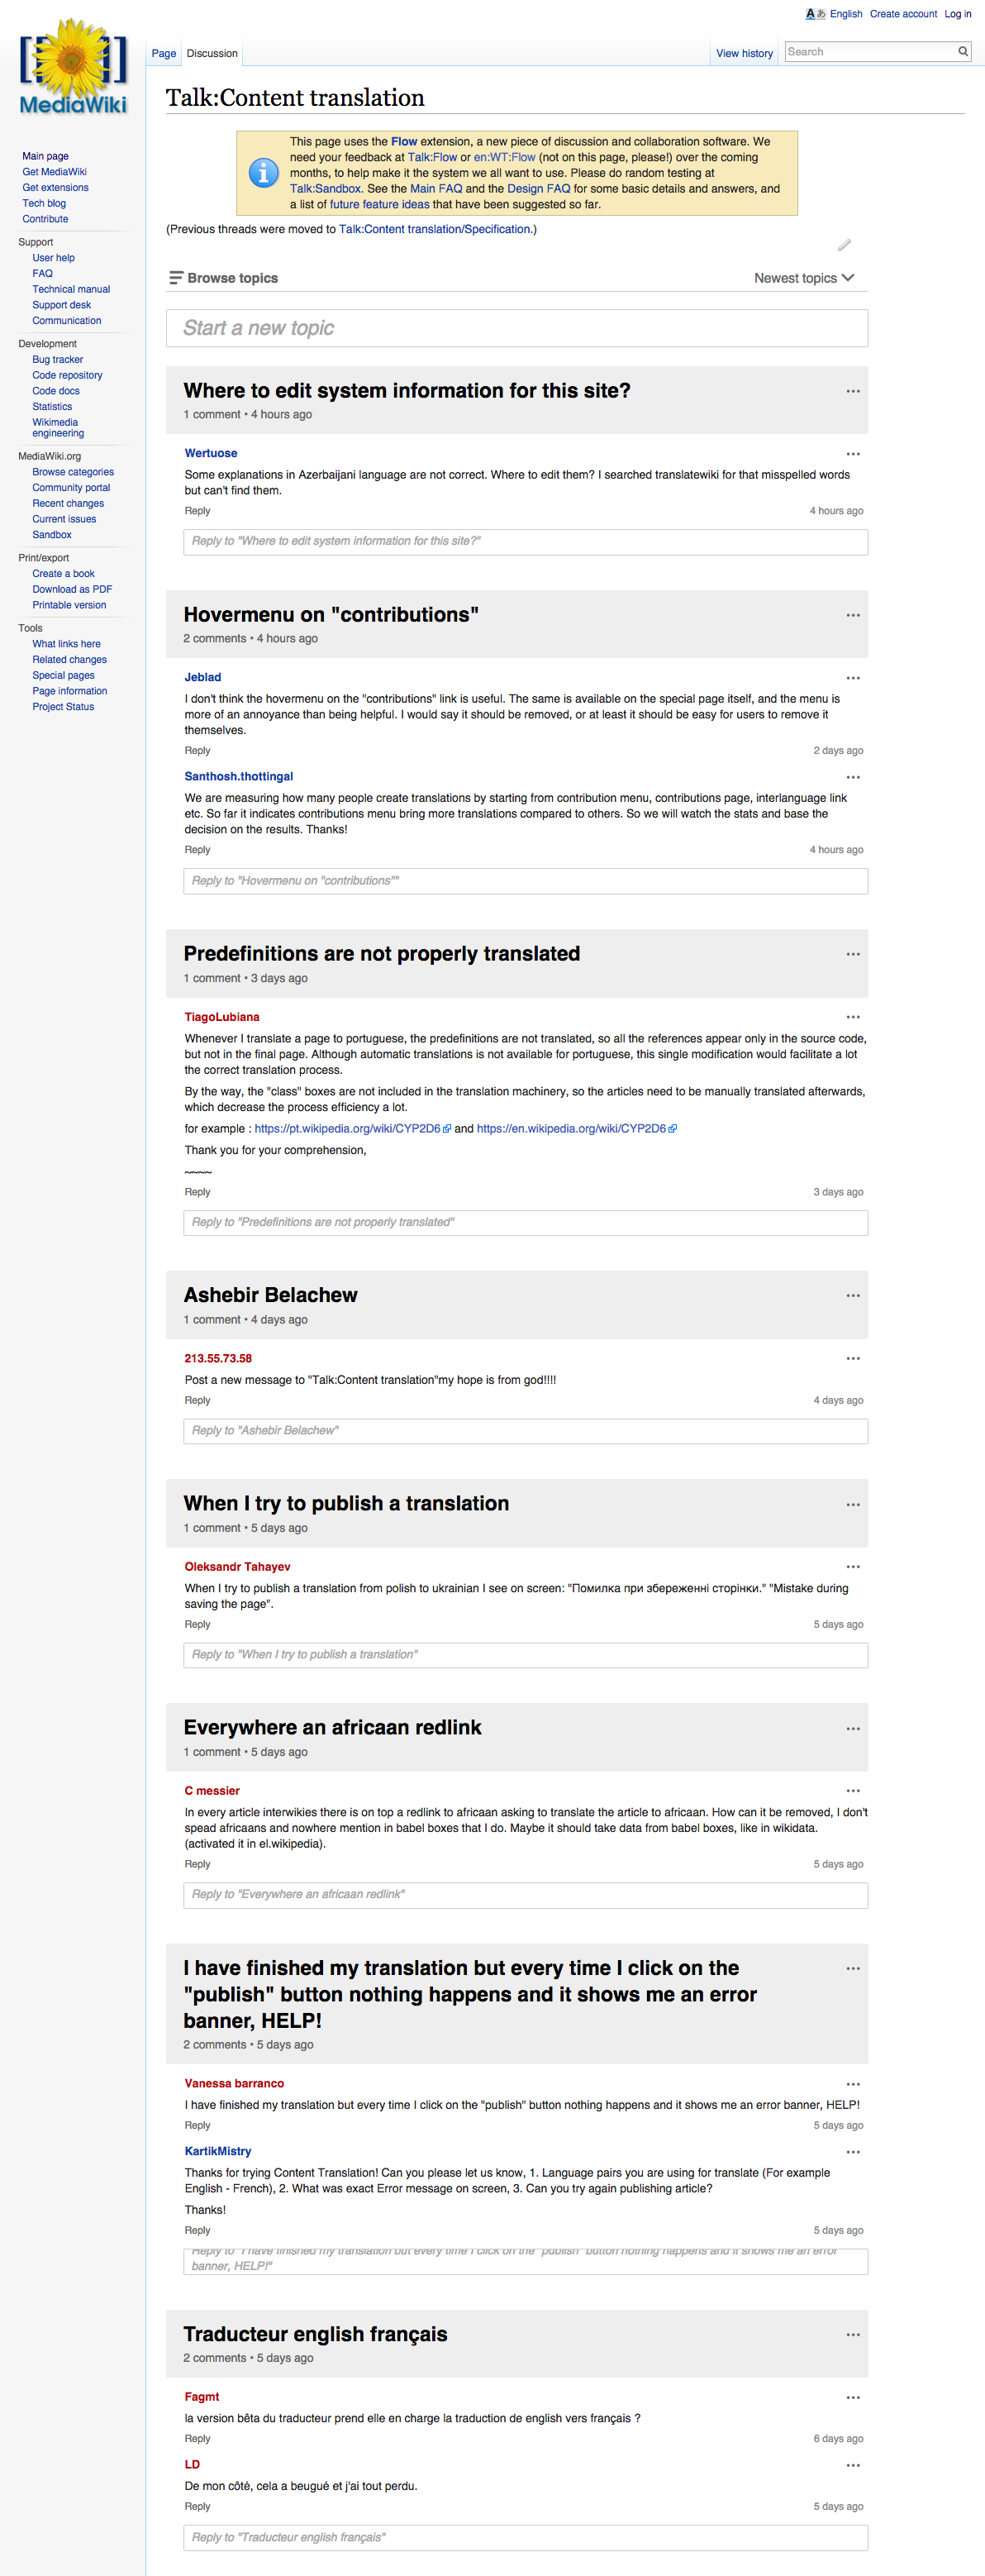 Aあ English Create account Log in
Page Discussion View history Search
MediaWiki
Talk:Content translation
This page uses the Flow extension, a new piece of discussion and collaboration software. We
need your feedback at Talk:Flow or en:WT:Flow (not on this page, please!) over the coming
months, to help make it the system we all want to use. Please do random testing at
Talk:Sandbox. See the Main FAQ and the Design FAQ for some basic details and answers, and
a list of future feature ideas that have been suggested so far.
(Previous threads were moved to Talk:Content translation/Specification.)
Main page
Get MediaWiki
Get extensions
Tech blog
Contribute
Support
User help
FAQ
Technical manual
Support desk
Communication
Development
Bug tracker
Code repository
Code docs
Statistics
Wikimedia
engineering
MediaWiki.org
Browse categories
Community portal
Recent changes
Current issues
Sandbox
Print/export
Create a book
Download as PDF
Printable version
Tools
What links here
Related changes
Special pages
Page information
Project Status
Browse topics Newest topics
Start a new topic
Where to edit system information for this site?
1 comment • 4 hours ago
Wertuose
Some explanations in Azerbaijani language are not correct. Where to edit them? I searched translatewiki for that misspelled words
but can't find them.
Reply 4 hours ago
Reply to "Where to edit system information for this site?"
Hovermenu on "contributions"
2 comments • 4 hours ago
Jeblad
I don't think the hovermenu on the "contributions" link is useful. The same is available on the special page itself, and the menu is
more of an annoyance than being helpful. I would say it should be removed, or at least it should be easy for users to remove it
themselves.
Reply 2 days ago
Santhosh.thottingal
We are measuring how many people create translations by starting from contribution menu, contributions page, interlanguage link
etc. So far it indicates contributions menu bring more translations compared to others. So we will watch the stats and base the
decision on the results. Thanks!
Reply 4 hours ago
Reply to "Hovermenu on "contributions""
Predefinitions are not properly translated
1 comment • 3 days ago
TiagoLubiana
Whenever I translate a page to portuguese, the predefinitions are not translated, so all the references appear only in the source code,
but not in the final page. Although automatic translations is not available for portuguese, this single modification would facilitate a lot
the correct translation process.
By the way, the "class" boxes are not included in the translation machinery, so the articles need to be manually translated afterwards,
which decrease the process efficiency a lot.
for example : https://pt.wikipedia.org/wiki/CYP2D6 and https://en.wikipedia.org/wiki/CYP2D6
Thank you for your comprehension,
~~~~
Reply 3 days ago
Reply to "Predefinitions are not properly translated"
Ashebir Belachew
1 comment • 4 days ago
213.55.73.58
Post a new message to "Talk:Content translation"my hope is from god!!!!
Reply 4 days ago
Reply to "Ashebir Belachew"
When I try to publish a translation
1 comment • 5 days ago
Oleksandr Tahayev
When I try to publish a translation from polish to ukrainian I see on screen: "Помилка при збереженні сторінки." "Mistake during
saving the page".
Reply 5 days ago
Reply to "When I try to publish a translation"
Everywhere an africaan redlink
1 comment • 5 days ago
C messier
In every article interwikies there is on top a redlink to africaan asking to translate the article to africaan. How can it be removed, I don't
spead africaans and nowhere mention in babel boxes that I do. Maybe it should take data from babel boxes, like in wikidata.
(activated it in el.wikipedia).
Reply 5 days ago
Reply to "Everywhere an africaan redlink"
I have finished my translation but every time I click on the
"publish" button nothing happens and it shows me an error
banner, HELP!
2 comments • 5 days ago
Vanessa barranco
I have finished my translation but every time I click on the "publish" button nothing happens and it shows me an error banner, HELP!
Reply 5 days ago
KartikMistry
Thanks for trying Content Translation! Can you please let us know, 1. Language pairs you are using for translate (For example
English - French), 2. What was exact Error message on screen, 3. Can you try again publishing article?
Thanks!
Reply 5 days ago
Reply to "I have finished my translation but every time I click on the "publish" button nothing happens and it shows me an error
banner, HELP!"
Traducteur english français
2 comments • 5 days ago
Fagmt
la version bêta du traducteur prend elle en charge la traduction de english vers français ?
Reply 6 days ago
LD
De mon côté, cela a beugué et j'ai tout perdu.
Reply 5 days ago
Reply to "Traducteur english français"